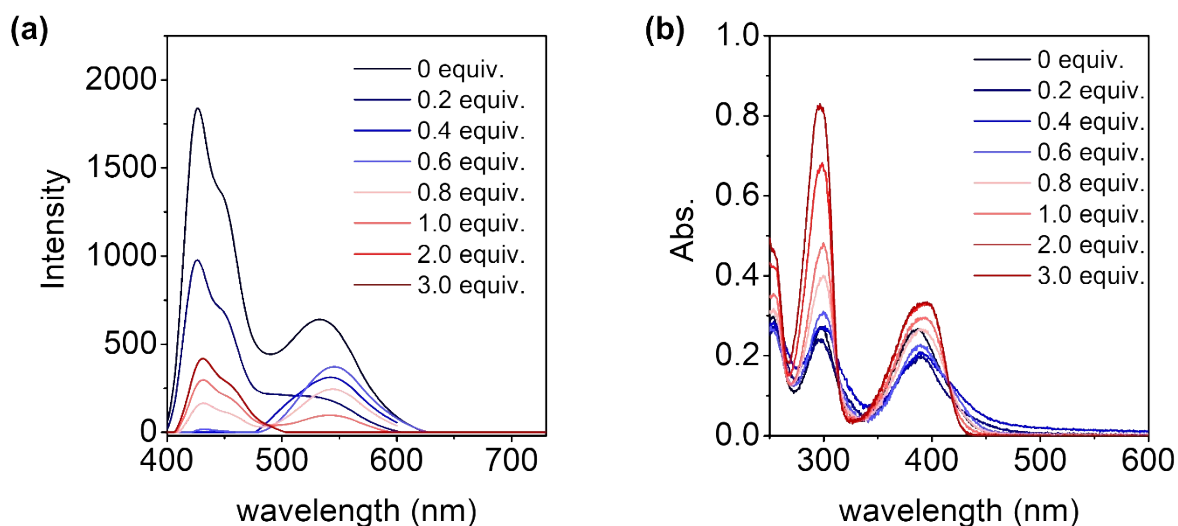 (a)
Intensity
2000
1500
1000
500
0
400
500
600
700
wavelength (nm)
0 equiv.
0.2 equiv.
0.4 equiv.
0.6 equiv.
0.8 equiv.
1.0 equiv.
2.0 equiv.
3.0 equiv.
(b)
Abs.
1.0
0.8
0.6
0.4
0.2
0.0
300
400
500
600
wavelength (nm)
0 equiv.
0.2 equiv.
0.4 equiv.
0.6 equiv.
0.8 equiv.
1.0 equiv.
2.0 equiv.
3.0 equiv.